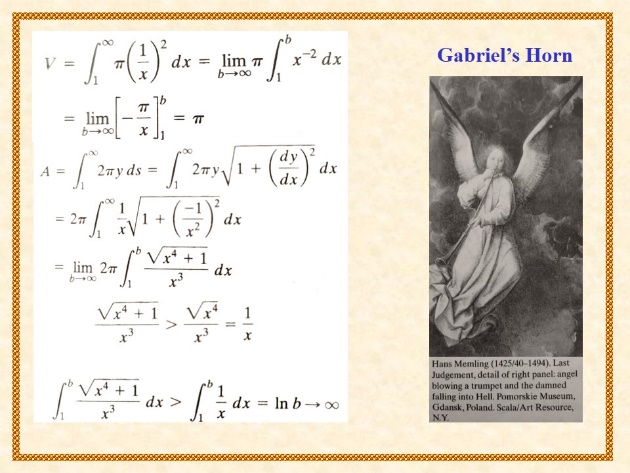 V = ∫₁^∞ π(1/x)² dx = lim_{b→∞} π ∫₁^b x⁻² dx
= lim_{b→∞} [−π/x]₁^b = π
A = ∫₁^∞ 2πy ds = ∫₁^∞ 2πy√(1 + (dy/dx)²) dx
= 2π ∫₁^∞ 1/x √(1 + (−1/x²)²) dx
= lim_{b→∞} 2π ∫₁^b √(x⁴ + 1)/x³ dx
√(x⁴ + 1)/x³ > √x⁴/x³ = 1/x
∫₁^b √(x⁴ + 1)/x³ dx > ∫₁^b 1/x dx = ln b → ∞
Gabriel's Horn
Hans Memling (1425/40–1494). Last
Judgement, detail of right panel: angel
blowing a trumpet and the damned
falling into Hell. Pomorskie Museum,
Gdansk, Poland. Scala/Art Resource,
N.Y.